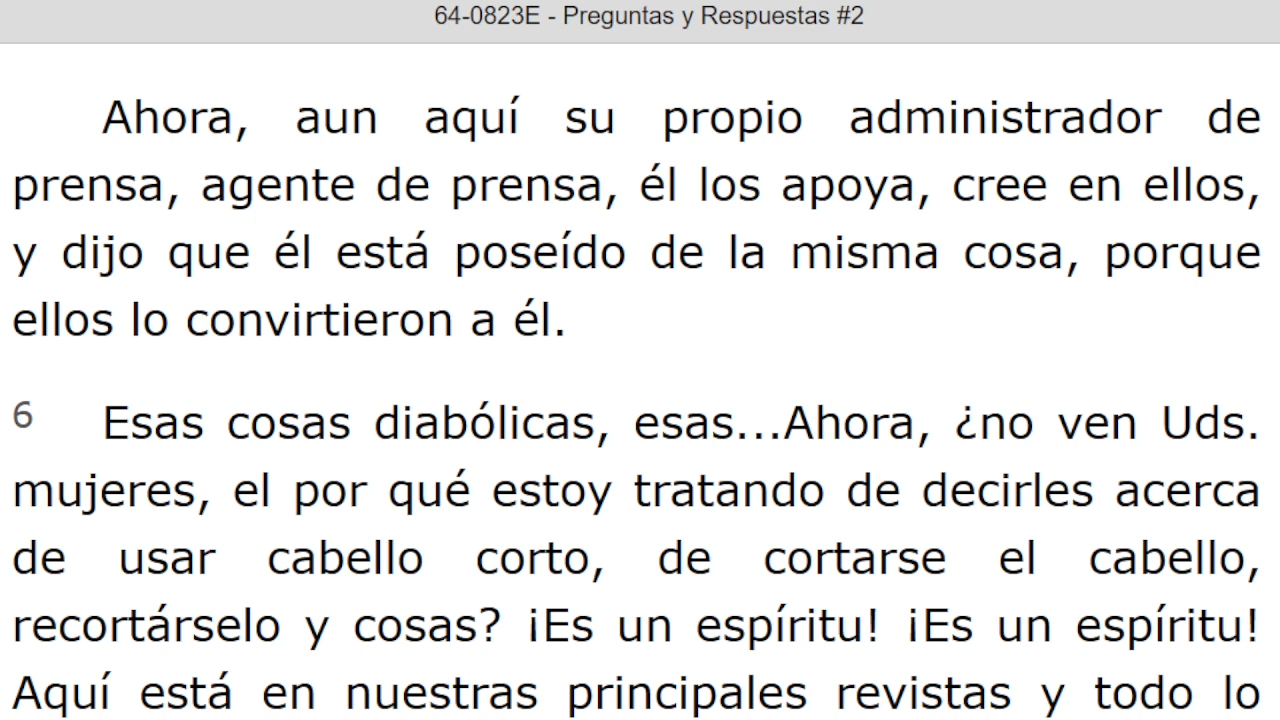 64-0823E - Preguntas y Respuestas #2
Ahora, aun aquí su propio administrador de
prensa, agente de prensa, él los apoya, cree en ellos,
y dijo que él está poseído de la misma cosa, porque
ellos lo convirtieron a él.
6 Esas cosas diabólicas, esas...Ahora, ¿no ven Uds.
mujeres, el por qué estoy tratando de decirles acerca
de usar cabello corto, de cortarse el cabello,
recortárselo y cosas? ¡Es un espíritu! ¡Es un espíritu!
Aquí está en nuestras principales revistas y todo lo